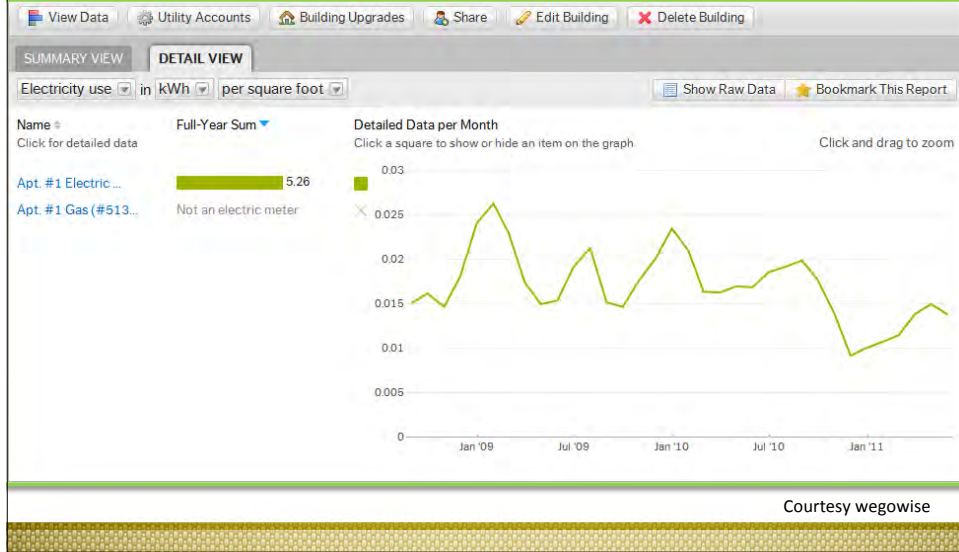 View Data Utility Accounts Building Upgrades Share Edit Building Delete Building
SUMMARY VIEW DETAIL VIEW
Electricity use in kWh per square foot Show Raw Data Bookmark This Report
Name Full-Year Sum Detailed Data per Month
Click for detailed data Click a square to show or hide an item on the graph Click and drag to zoom
0.03
Apt. #1 Electric ... 5.26
Apt. #1 Gas (#513... Not an electric meter
0.025
0.02
0.015
0.01
0.005
0
Jan '09 Jul '09 Jan '10 Jul '10 Jan '11
Courtesy wegowise